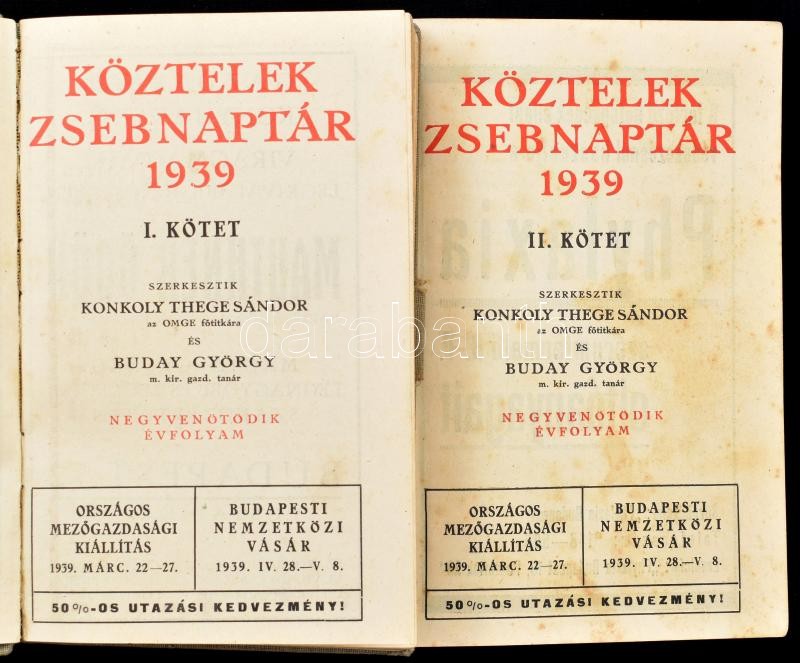 KÖZTELEK
ZSEBNAPTÁR
1939
I. KÖTET
SZERKESZTIK
KONKOLY THEGE SÁNDOR
az OMGE főtitkára
ÉS
BUDAY GYÖRGY
m. kir. gazd. tanár
NEGYVENÖTÖDIK
ÉVFOLYAM
ORSZÁGOS
MEZŐGAZDASÁGI
KIÁLLÍTÁS
1939. MÁRC. 22—27.
BUDAPESTI
NEMZETKÖZI
VÁSÁR
1939. IV. 28.—V. 8.
50%-OS UTAZÁSI KEDVEZMÉNY!
KÖZTELEK
ZSEBNAPTÁR
1939
II. KÖTET
SZERKESZTIK
KONKOLY THEGE SÁNDOR
az OMGE főtitkára
ÉS
BUDAY GYÖRGY
m. kir. gazd. tanár
NEGYVENÖTÖDIK
ÉVFOLYAM
ORSZÁGOS
MEZŐGAZDASÁGI
KIÁLLÍTÁS
1939. MÁRC. 22—27.
BUDAPESTI
NEMZETKÖZI
VÁSÁR
1939. IV. 28.—V. 8.
50%-OS UTAZÁSI KEDVEZMÉNY!
darabanth